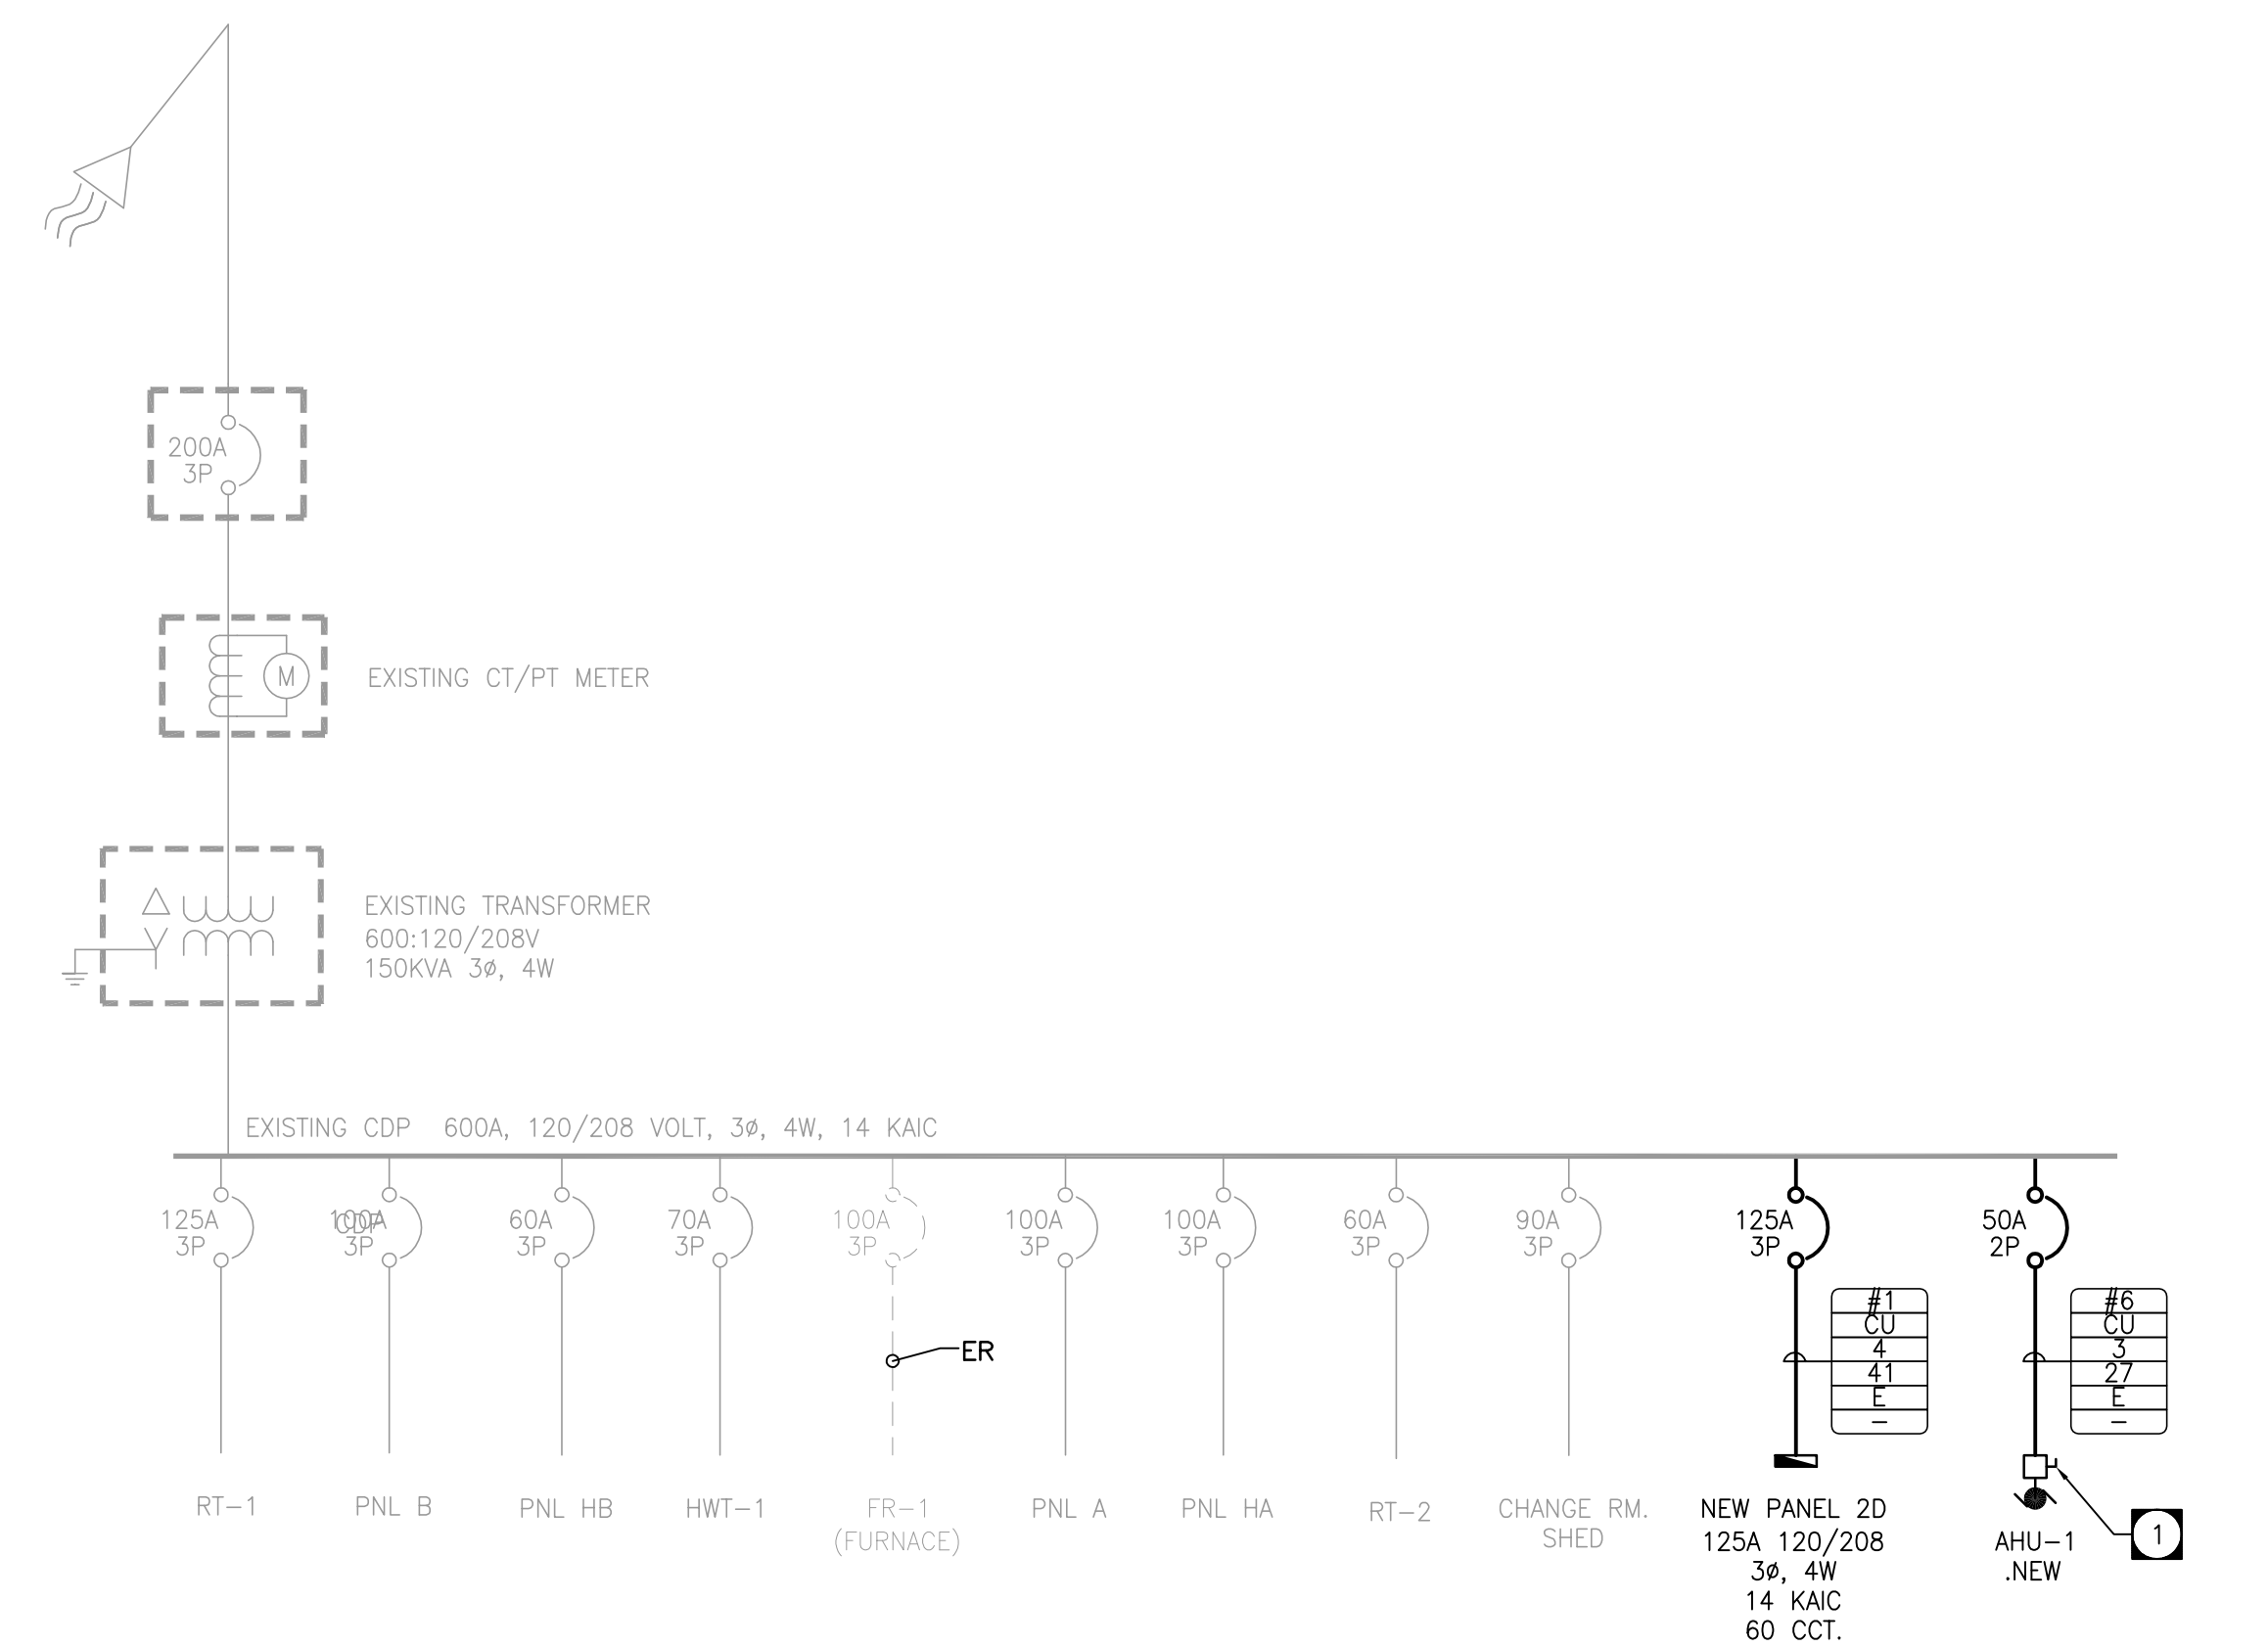 200A
3P
M
EXISTING CT/PT METER
EXISTING TRANSFORMER
600:120/208V
150KVA 3ø, 4W
EXISTING CDP 600A, 120/208 VOLT, 3ø, 4W, 14 KAIC
125A
3P
100A
CDP
3P
60A
3P
70A
3P
100A
3P
100A
3P
100A
3P
60A
3P
90A
3P
125A
3P
50A
2P
#1
CU
4
41
E
–
#6
CU
3
27
E
–
ER
RT–1
PNL B
PNL HB
HWT–1
FR–1
(FURNACE)
PNL A
PNL HA
RT–2
CHANGE RM.
SHED
NEW PANEL 2D
125A 120/208
3ø, 4W
14 KAIC
60 CCT.
AHU–1
.NEW
1